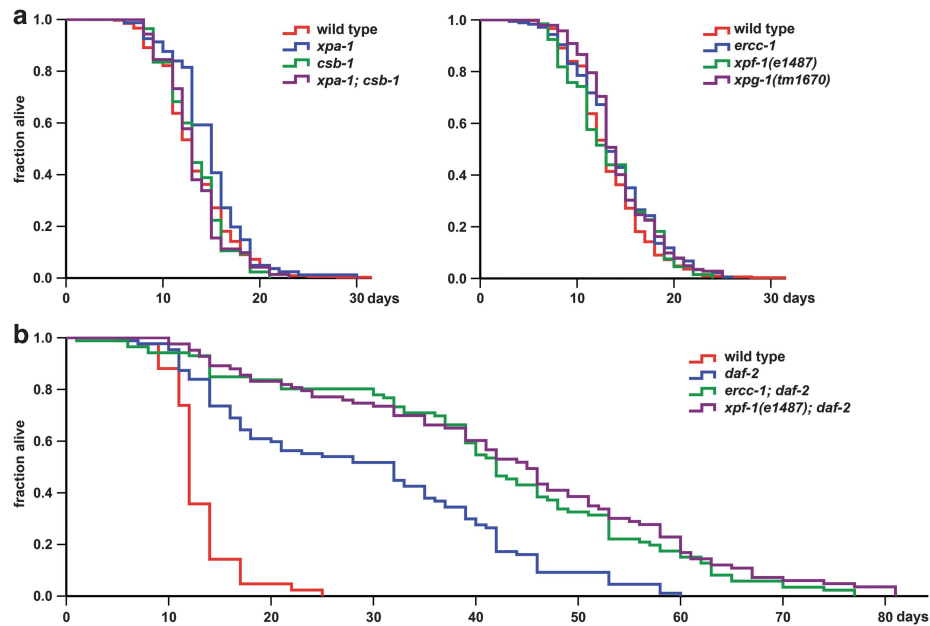 a
fraction alive
1.0
0.8
0.6
0.4
0.2
0.0
0 10 20 30 days
wild type
xpa-1
csb-1
xpa-1; csb-1
1.0
0.8
0.6
0.4
0.2
0.0
0 10 20 30 days
wild type
ercc-1
xpf-1(e1487)
xpg-1(tm1670)
b
fraction alive
1.0
0.8
0.6
0.4
0.2
0.0
0 10 20 30 40 50 60 70 80 days
wild type
daf-2
ercc-1; daf-2
xpf-1(e1487); daf-2